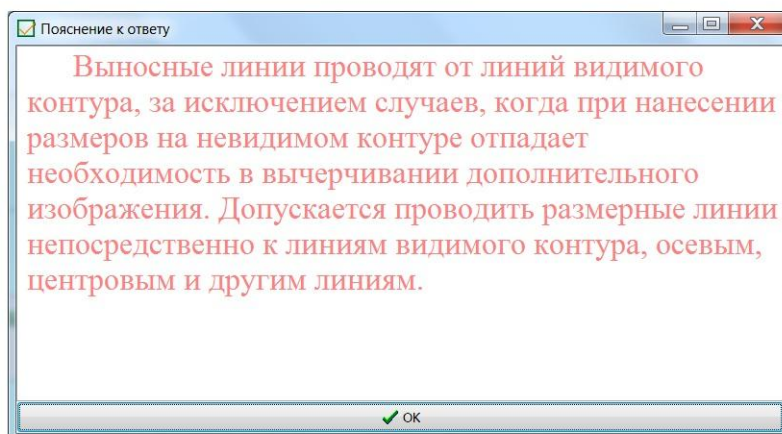 Пояснение к ответу
Выносные линии проводят от линий видимого
контура, за исключением случаев, когда при нанесении
размеров на невидимом контуре отпадает
необходимость в вычерчивании дополнительного
изображения. Допускается проводить размерные линии
непосредственно к линиям видимого контура, осевым,
центровым и другим линиям.
ОК